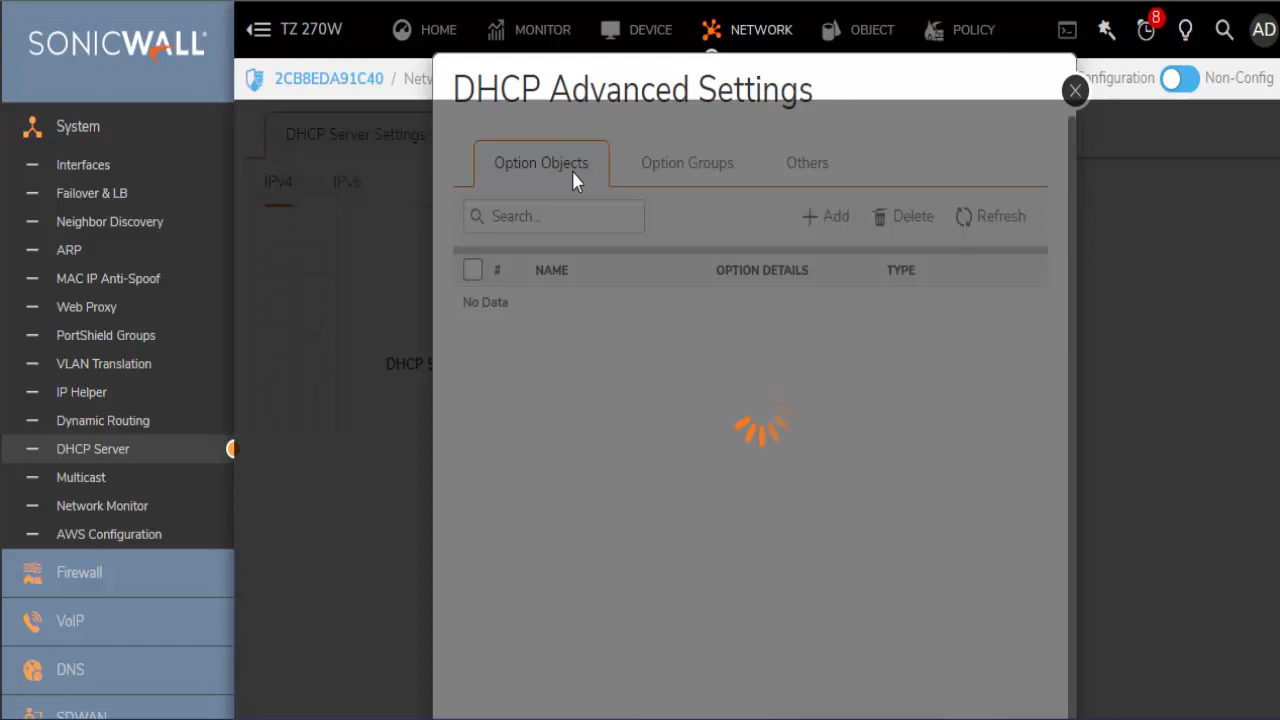 SONICWALL
TZ 270W
HOME
MONITOR
DEVICE
NETWORK
OBJECT
POLICY
8
AD
2CB8EDA91C40 / Netw
Configuration
Non-Config
System
Interfaces
Failover & LB
Neighbor Discovery
ARP
MAC IP Anti-Spoof
Web Proxy
PortShield Groups
VLAN Translation
IP Helper
Dynamic Routing
DHCP Server
Multicast
Network Monitor
AWS Configuration
Firewall
VoIP
DNS
SDWAN
DHCP Server Settings
IPv4
IPv6
DHCP S
DHCP Advanced Settings
Option Objects
Option Groups
Others
Search...
Add
Delete
Refresh
# NAME OPTION DETAILS TYPE
No Data